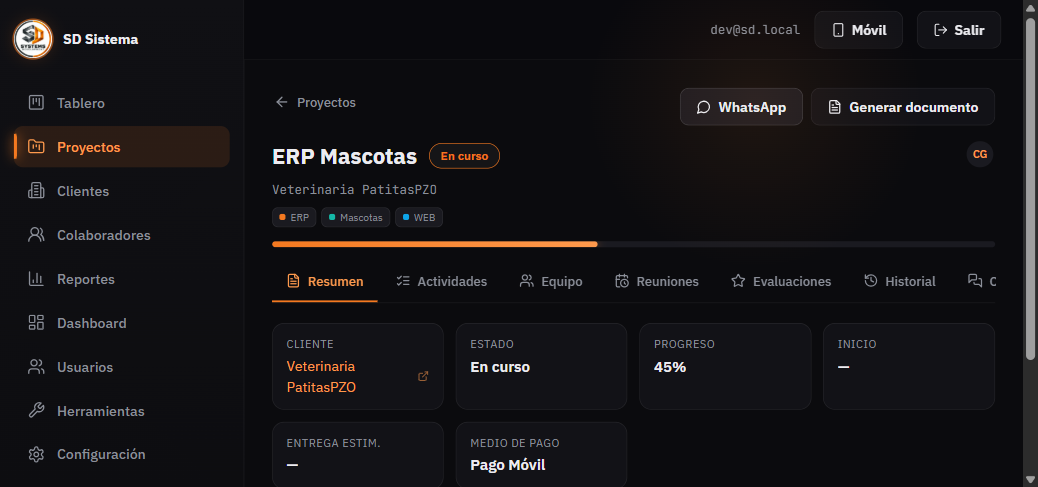 SD
SYSTEMS
SD Sistema
dev@sd.local
Móvil
Salir
Tablero
Proyectos
Clientes
Colaboradores
Reportes
Dashboard
Usuarios
Herramientas
Configuración
Proyectos
WhatsApp
Generar documento
ERP Mascotas
En curso
CG
Veterinaria PatitasPZO
ERP
Mascotas
WEB
Resumen
Actividades
Equipo
Reuniones
Evaluaciones
Historial
CLIENTE
Veterinaria
PatitasPZO
ESTADO
En curso
PROGRESO
45%
INICIO
—
ENTREGA ESTIM.
—
MEDIO DE PAGO
Pago Móvil